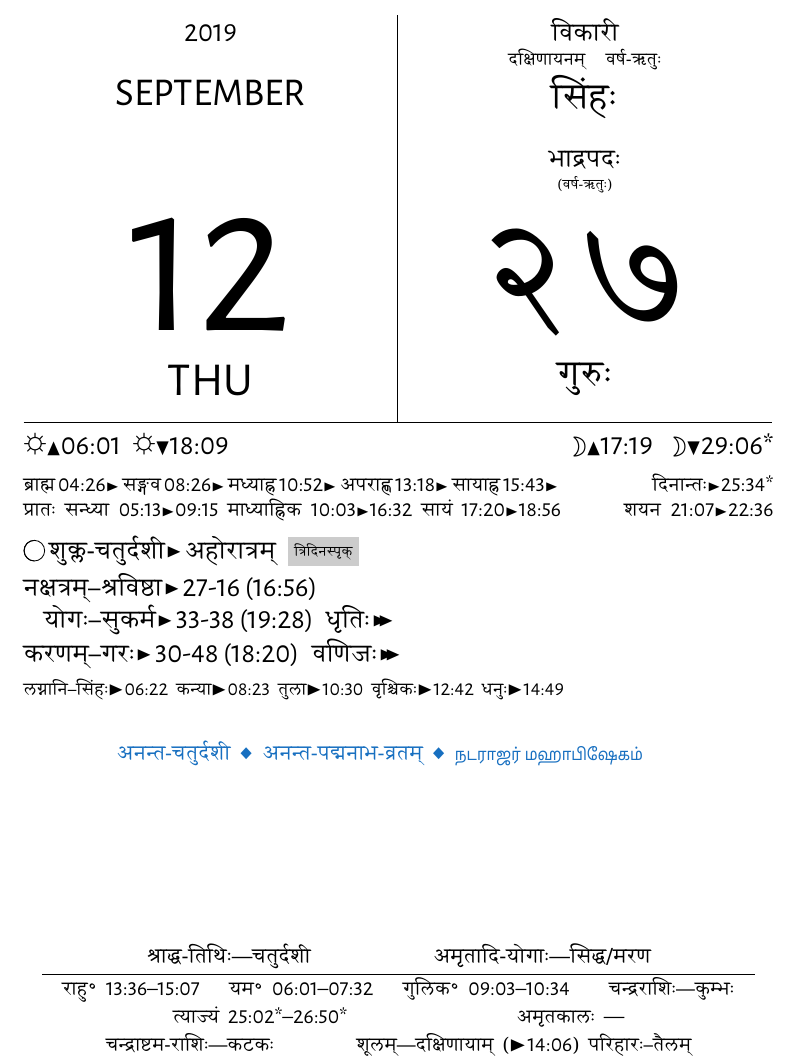 2019
SEPTEMBER
12
THU
विकारी
दक्षिणायनम् वर्ष-ऋतुः
सिंहः
भाद्रपदः
(वर्ष-ऋतुः)
२७
गुरुः
☼▲06:01 ☼▼18:09 ☽▲17:19 ☽▼29:06*
ब्राह्म 04:26► सङ्गव 08:26► मध्याह्न 10:52► अपराह्ण 13:18► सायाह्न 15:43► दिनान्तः►25:34*
प्रातः सन्ध्या 05:13►09:15 माध्याह्निक 10:03►16:32 सायं 17:20►18:56 शयन 21:07►22:36
◯ शुक्ल-चतुर्दशी► अहोरात्रम् त्रिदिनस्पृक्
नक्षत्रम्–श्रविष्ठा►27-16 (16:56)
योगः–सुकर्म►33-38 (19:28) धृतिः►►
करणम्–गरः►30-48 (18:20) वणिजः►►
लग्नानि–सिंहः►06:22 कन्या►08:23 तुला►10:30 वृश्चिकः►12:42 धनुः►14:49
अनन्त-चतुर्दशी ◆ अनन्त-पद्मनाभ-व्रतम् ◆ நடராஜர் மஹாபிஷேகம்
श्राद्ध-तिथिः—चतुर्दशी अमृतादि-योगाः—सिद्ध/मरण
राहु° 13:36–15:07 यम° 06:01–07:32 गुलिक° 09:03–10:34 चन्द्रराशिः—कुम्भः
त्याज्यं 25:02*–26:50* अमृतकालः —
चन्द्राष्टम-राशिः—कटकः शूलम्—दक्षिणायाम् (►14:06) परिहारः–तैलम्